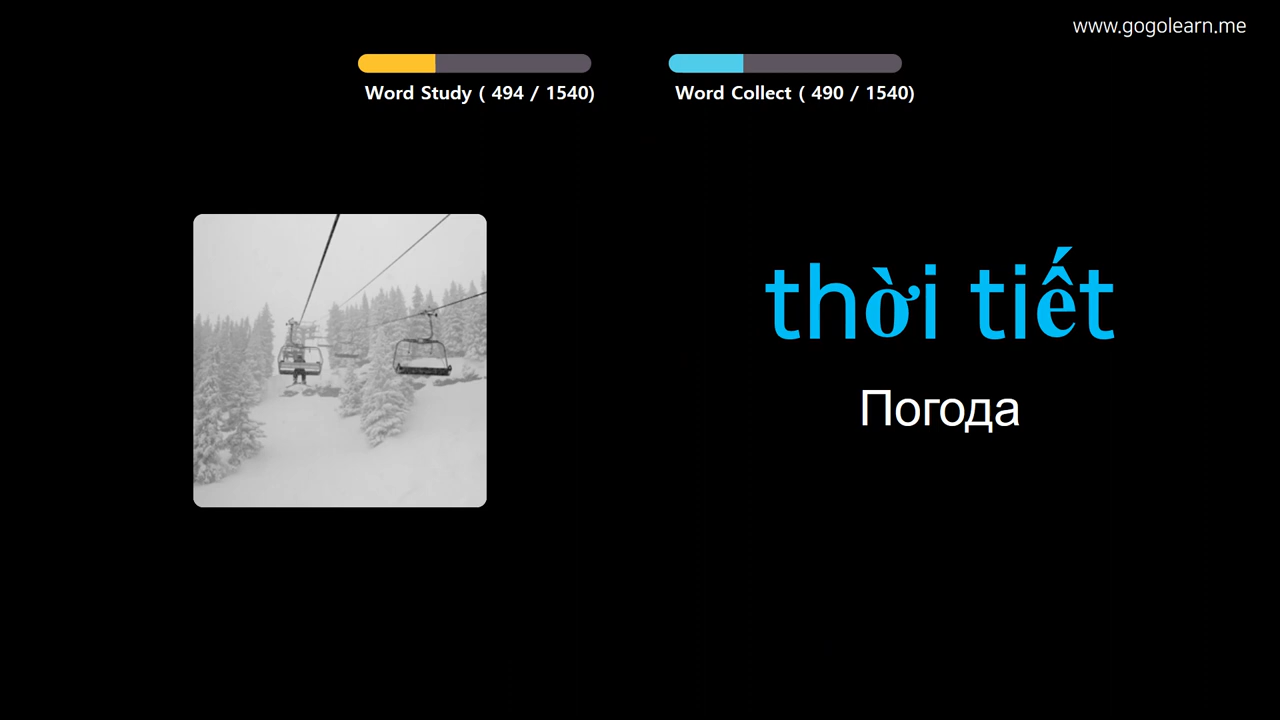 www.gogolearn.me
Word Study ( 494 / 1540)
Word Collect ( 490 / 1540)
thời tiết
Погода